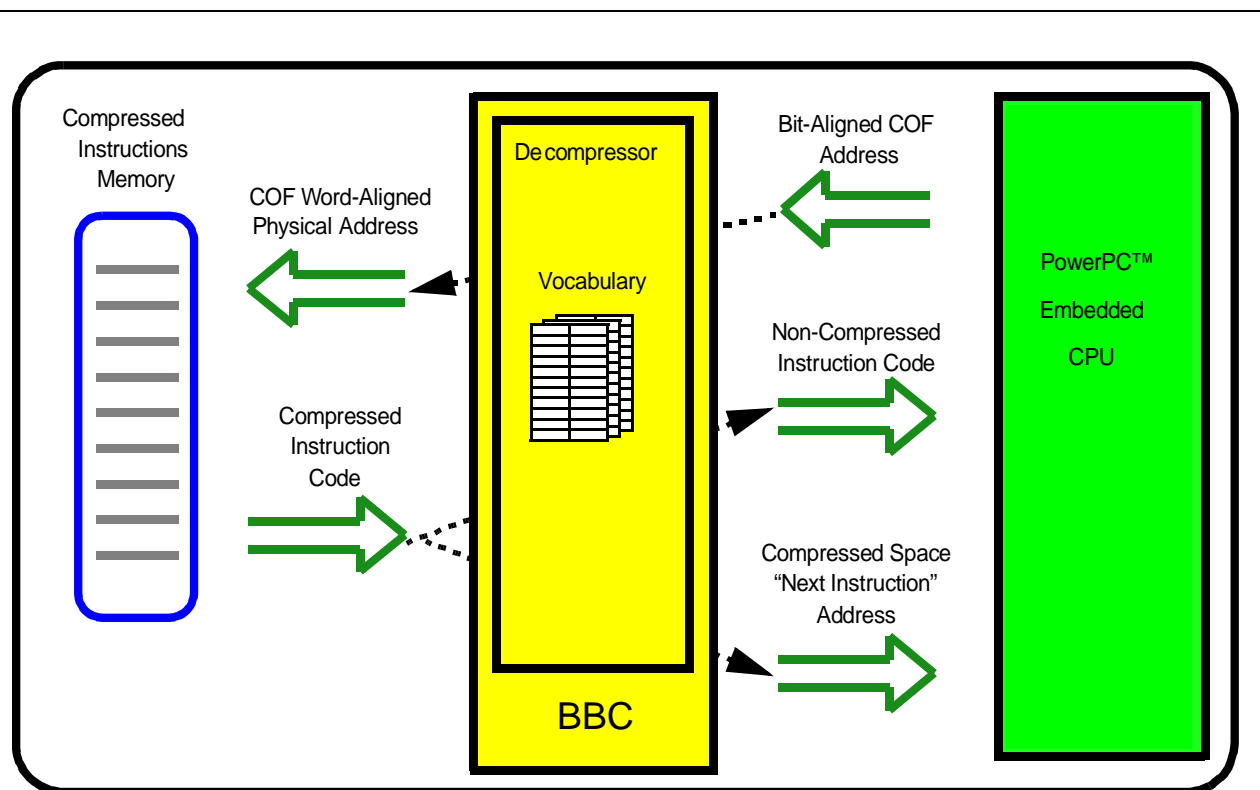 Compressed
Instructions
Memory
COF Word-Aligned
Physical Address
Compressed
Instruction
Code
Decompressor
Vocabulary
BBC
Bit-Aligned COF
Address
Non-Compressed
Instruction Code
Compressed Space
“Next Instruction”
Address
PowerPC™
Embedded
CPU